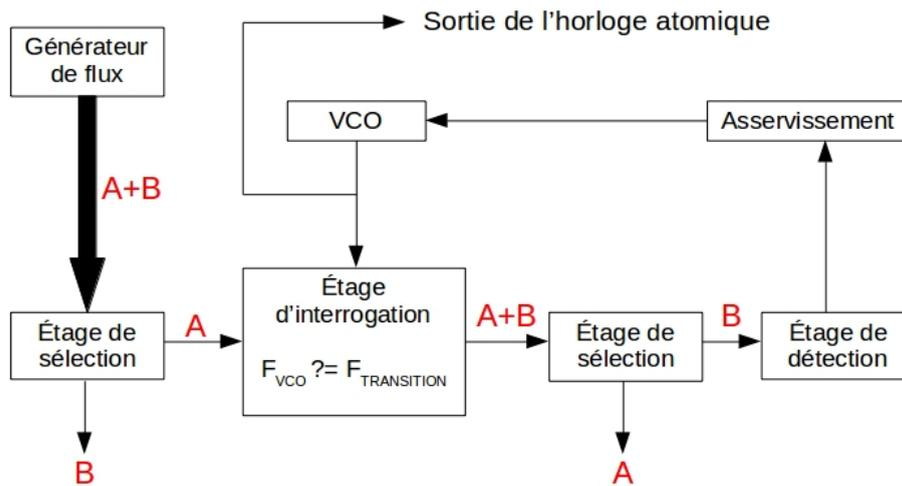 Sortie de l’horloge atomique
Générateur
de flux
VCO
Asservissement
A+B
Étage de
sélection
A
Étage
d’interrogation
F_VCO ?= F_TRANSITION
A+B
Étage de
sélection
B
Étage de
détection
B
A